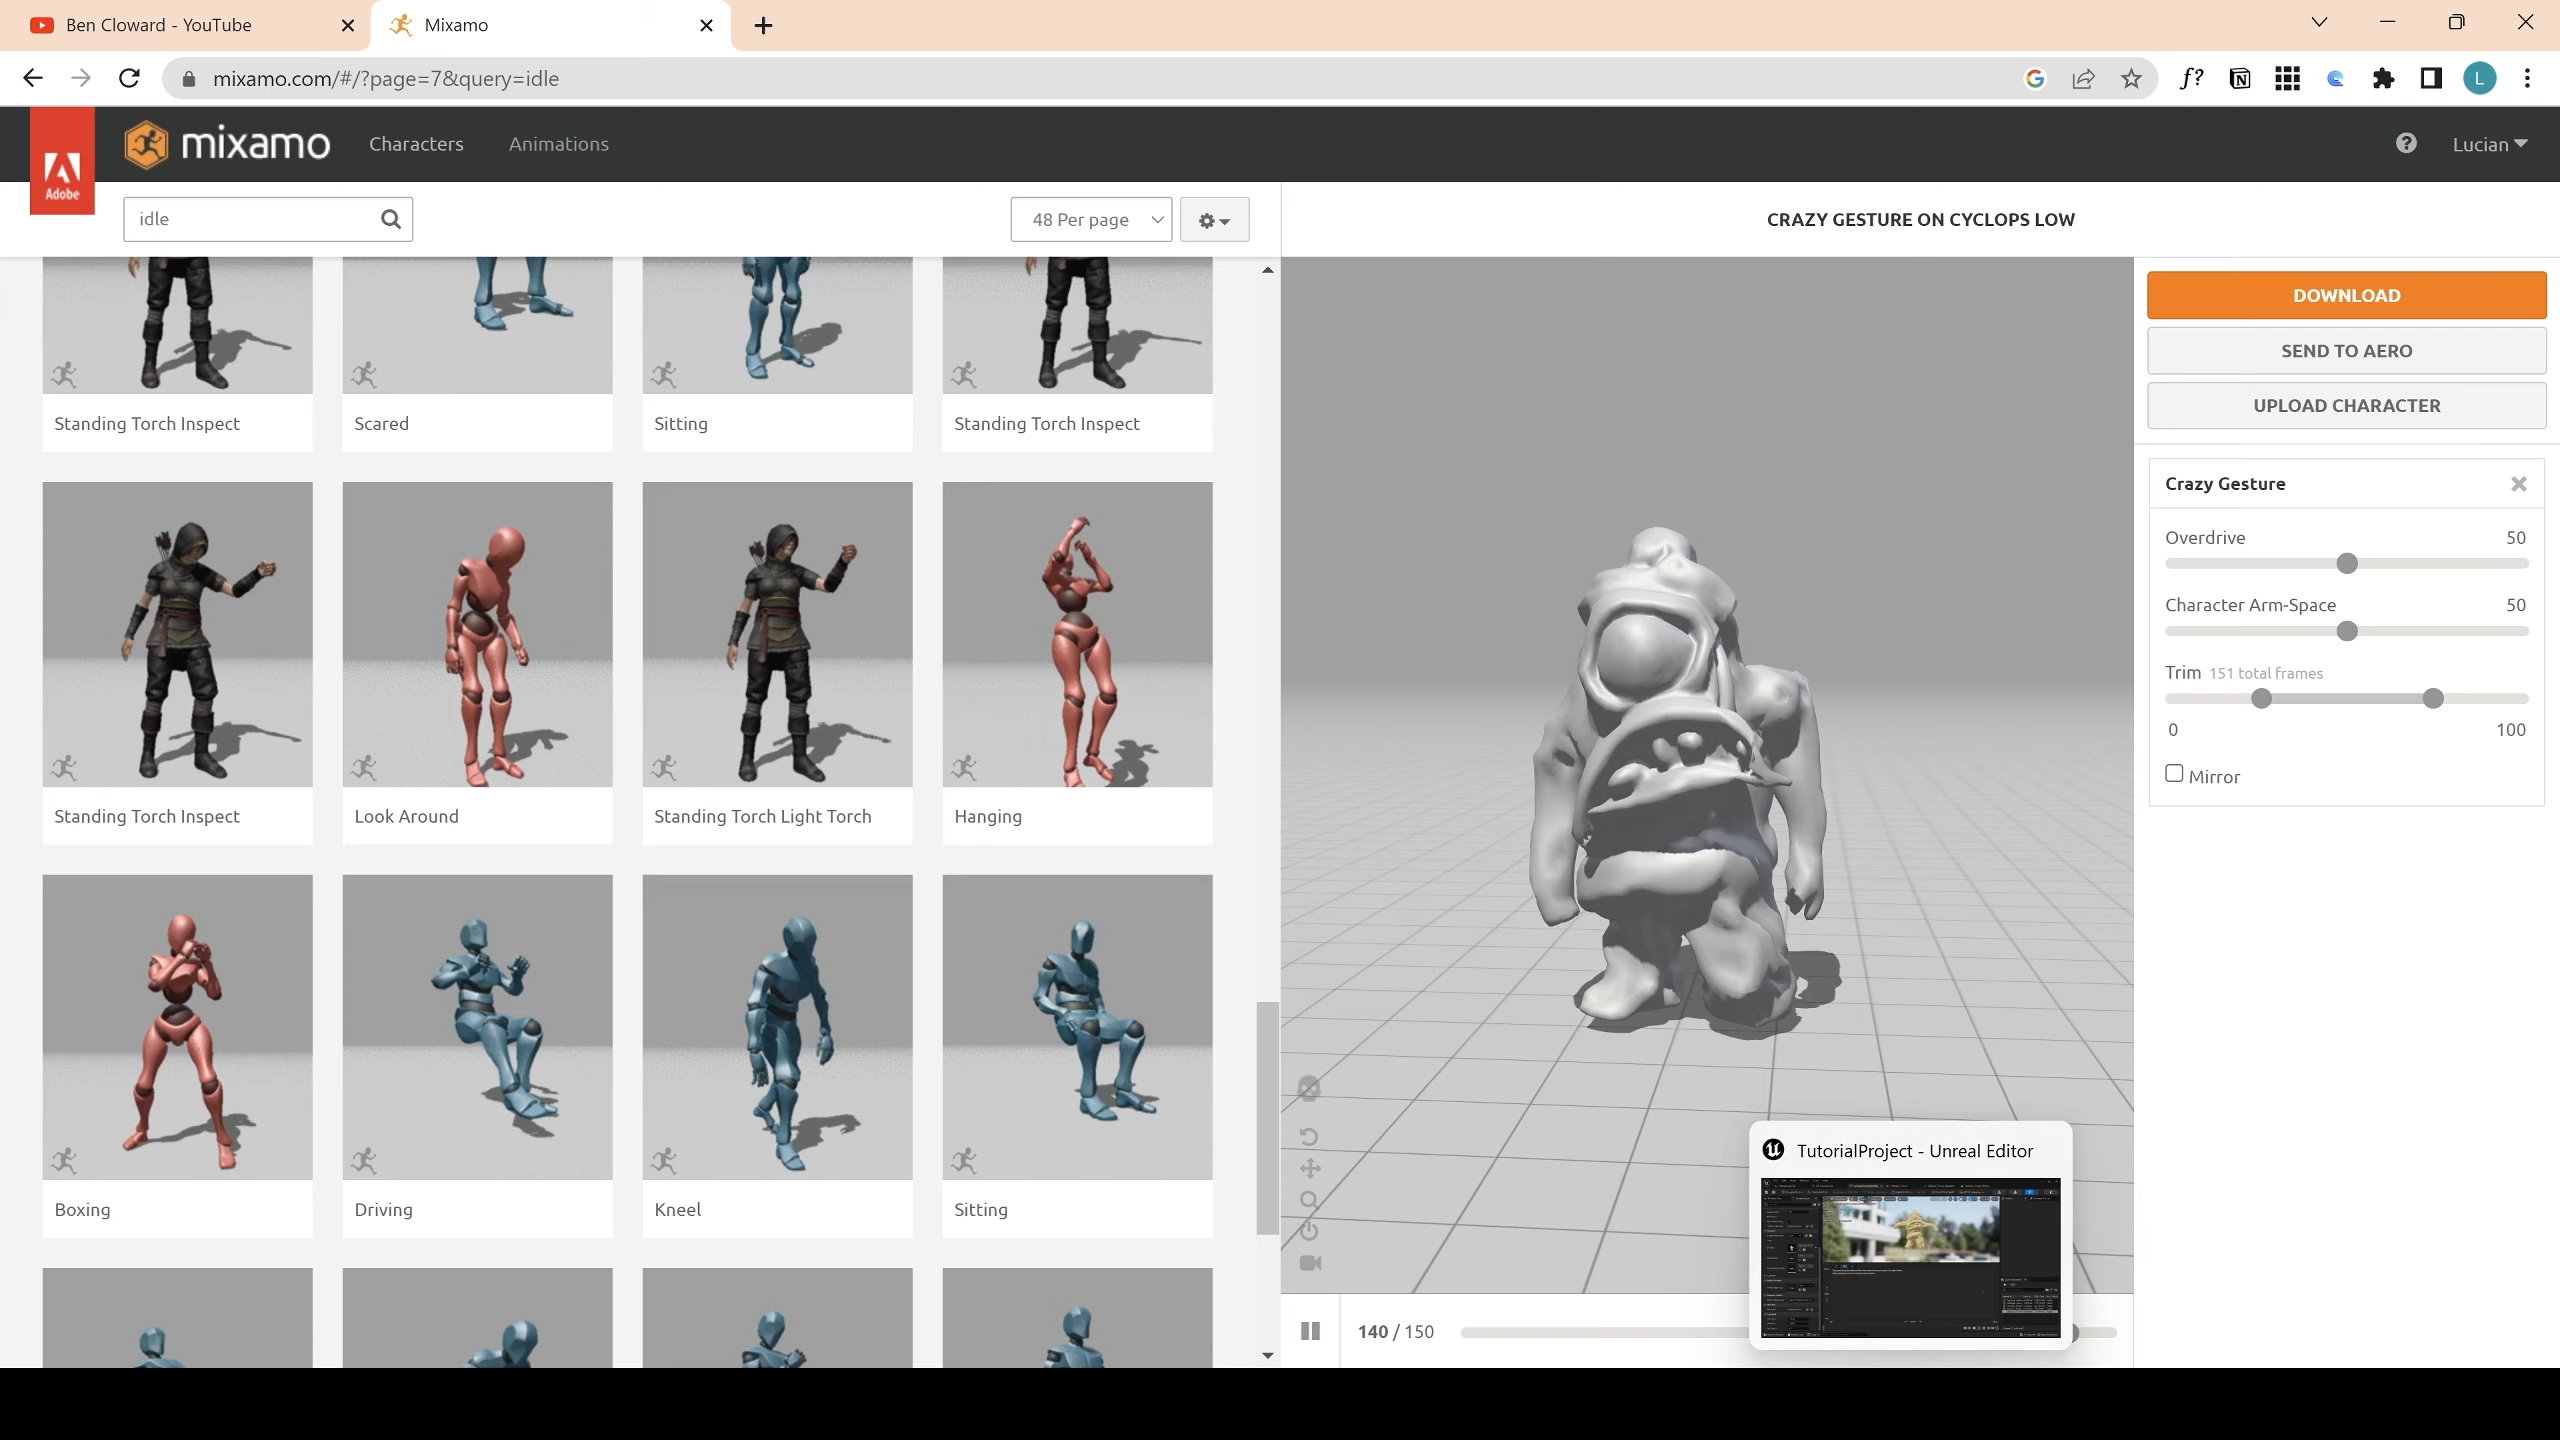 Ben Cloward - YouTube
Mixamo
mixamo.com/#/?page=7&query=idle
f?
L
Adobe
mixamo
Characters
Animations
Lucian
idle
48 Per page
CRAZY GESTURE ON CYCLOPS LOW
DOWNLOAD
SEND TO AERO
UPLOAD CHARACTER
Standing Torch Inspect
Scared
Sitting
Standing Torch Inspect
Crazy Gesture
Overdrive 50
Character Arm-Space 50
Trim 151 total frames
0 100
Mirror
Standing Torch Inspect
Look Around
Standing Torch Light Torch
Hanging
Boxing
Driving
Kneel
Sitting
TutorialProject - Unreal Editor
140 / 150